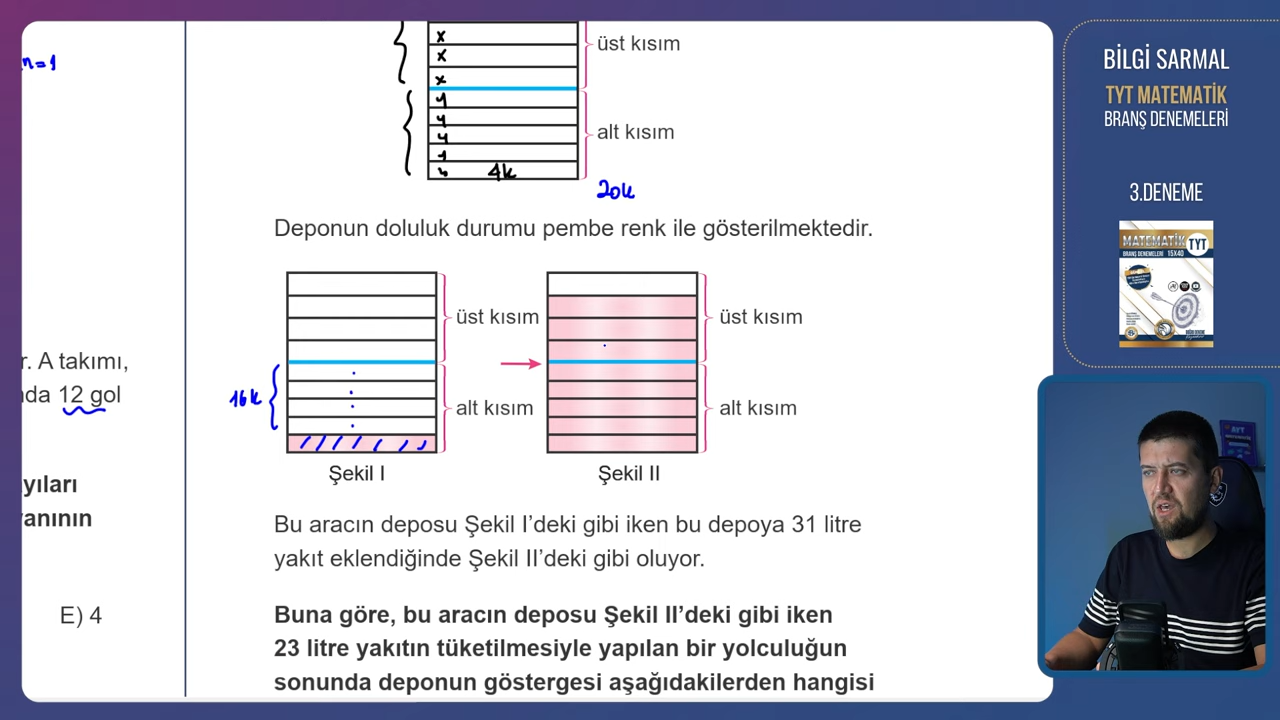 n=1
x
x
x
y
y
y
y
4k
üst kısım
alt kısım
20k
Deponun doluluk durumu pembe renk ile gösterilmektedir.
16k
üst kısım
alt kısım
Şekil I
üst kısım
alt kısım
Şekil II
r. A takımı,
12 gol
Bu aracın deposu Şekil I’deki gibi iken bu depoya 31 litre
yakıt eklendiğinde Şekil II’deki gibi oluyor.
Buna göre, bu aracın deposu Şekil II’deki gibi iken
23 litre yakıtın tüketilmesiyle yapılan bir yolculuğun
sonunda deponun göstergesi aşağıdakilerden hangisi
E) 4
BİLGİ SARMAL
TYT MATEMATİK
BRANŞ DENEMELERİ
3.DENEME
MATEMATİK TYT
BRANŞ DENEMELERİ 15X40